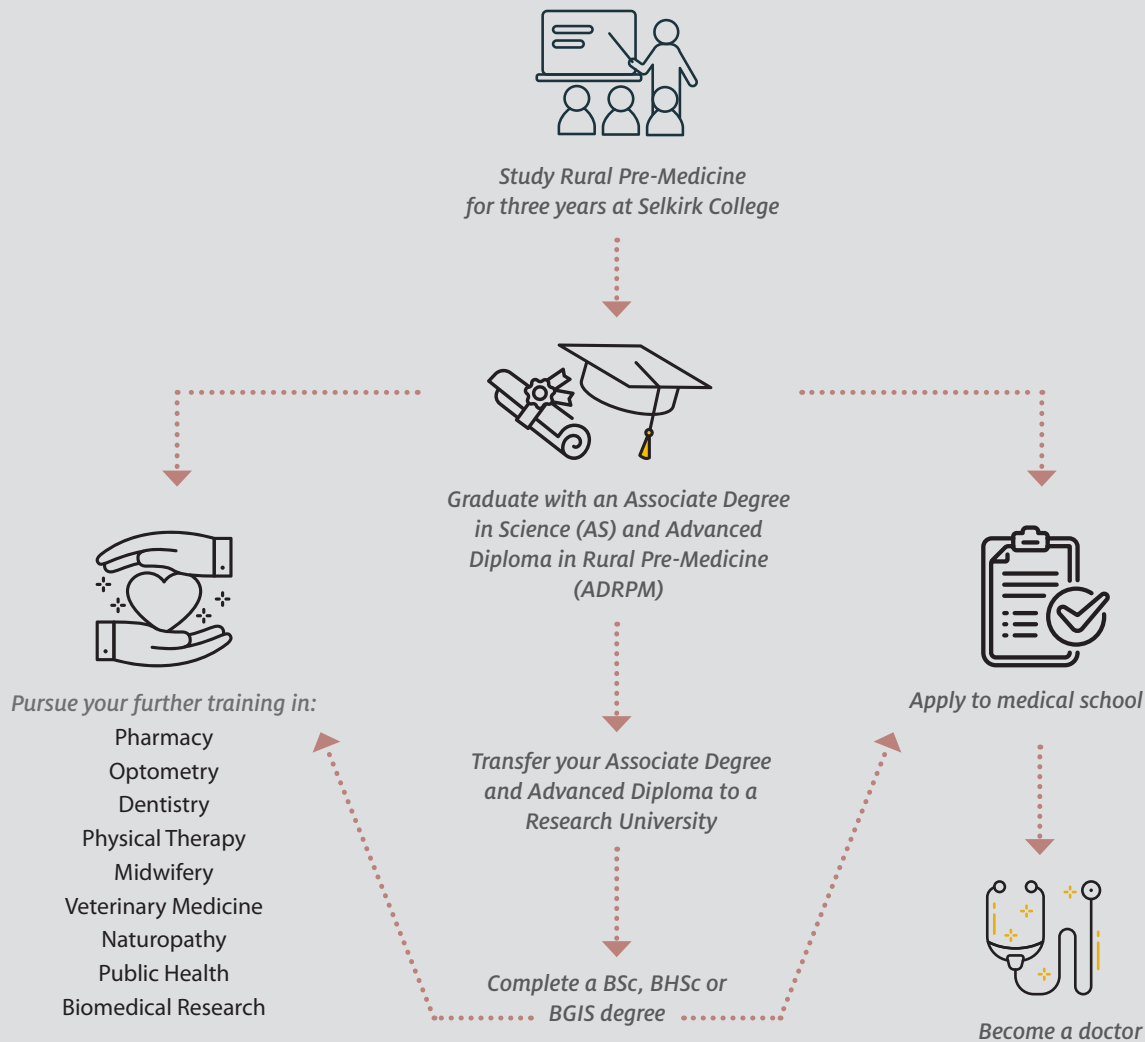 Study Rural Pre-Medicine
for three years at Selkirk College
Graduate with an Associate Degree
in Science (AS) and Advanced
Diploma in Rural Pre-Medicine
(ADRPM)
Pursue your further training in:
Pharmacy
Optometry
Dentistry
Physical Therapy
Midwifery
Veterinary Medicine
Naturopathy
Public Health
Biomedical Research
Transfer your Associate Degree
and Advanced Diploma to a
Research University
Complete a BSc, BHSc or
BGIS degree
Apply to medical school
Become a doctor